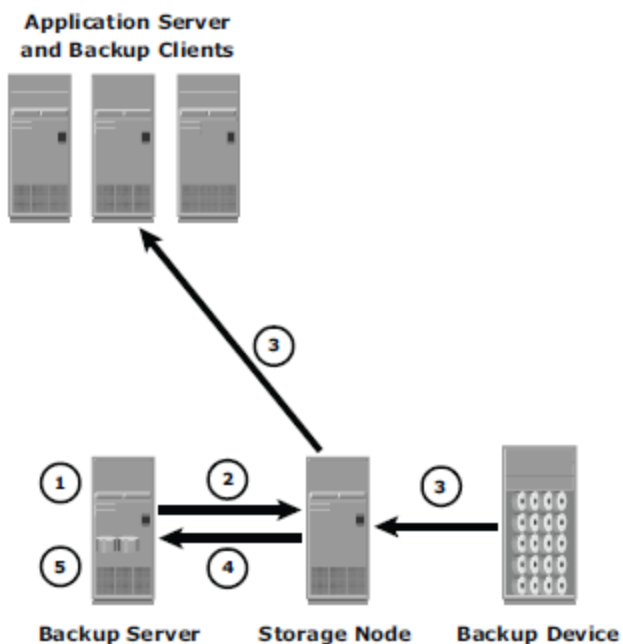 Application Server
and Backup Clients
3
1
2
3
5
4
Backup Server
Storage Node
Backup Device